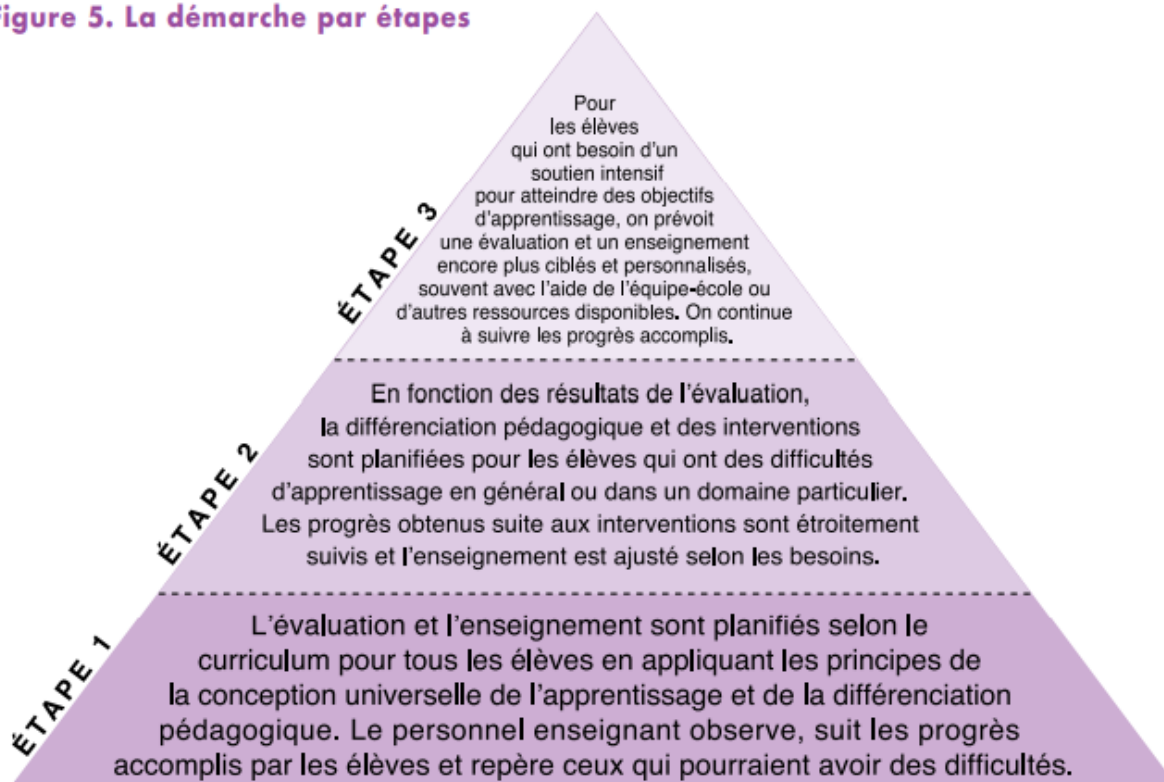 Figure 5. La démarche par étapes
Pour
les élèves
qui ont besoin d'un
soutien intensif
pour atteindre des objectifs
d'apprentissage, on prévoit
une évaluation et un enseignement
encore plus ciblés et personnalisés,
souvent avec l'aide de l'équipe-école ou
d'autres ressources disponibles. On continue
à suivre les progrès accomplis.
ÉTAPE 3
En fonction des résultats de l'évaluation,
la différenciation pédagogique et des interventions
sont planifiées pour les élèves qui ont des difficultés
d'apprentissage en général ou dans un domaine particulier.
Les progrès obtenus suite aux interventions sont étroitement
suivis et l'enseignement est ajusté selon les besoins.
ÉTAPE 2
L'évaluation et l'enseignement sont planifiés selon le
curriculum pour tous les élèves en appliquant les principes de
la conception universelle de l'apprentissage et de la différenciation
pédagogique. Le personnel enseignant observe, suit les progrès
accomplis par les élèves et repère ceux qui pourraient avoir des difficultés.
ÉTAPE 1